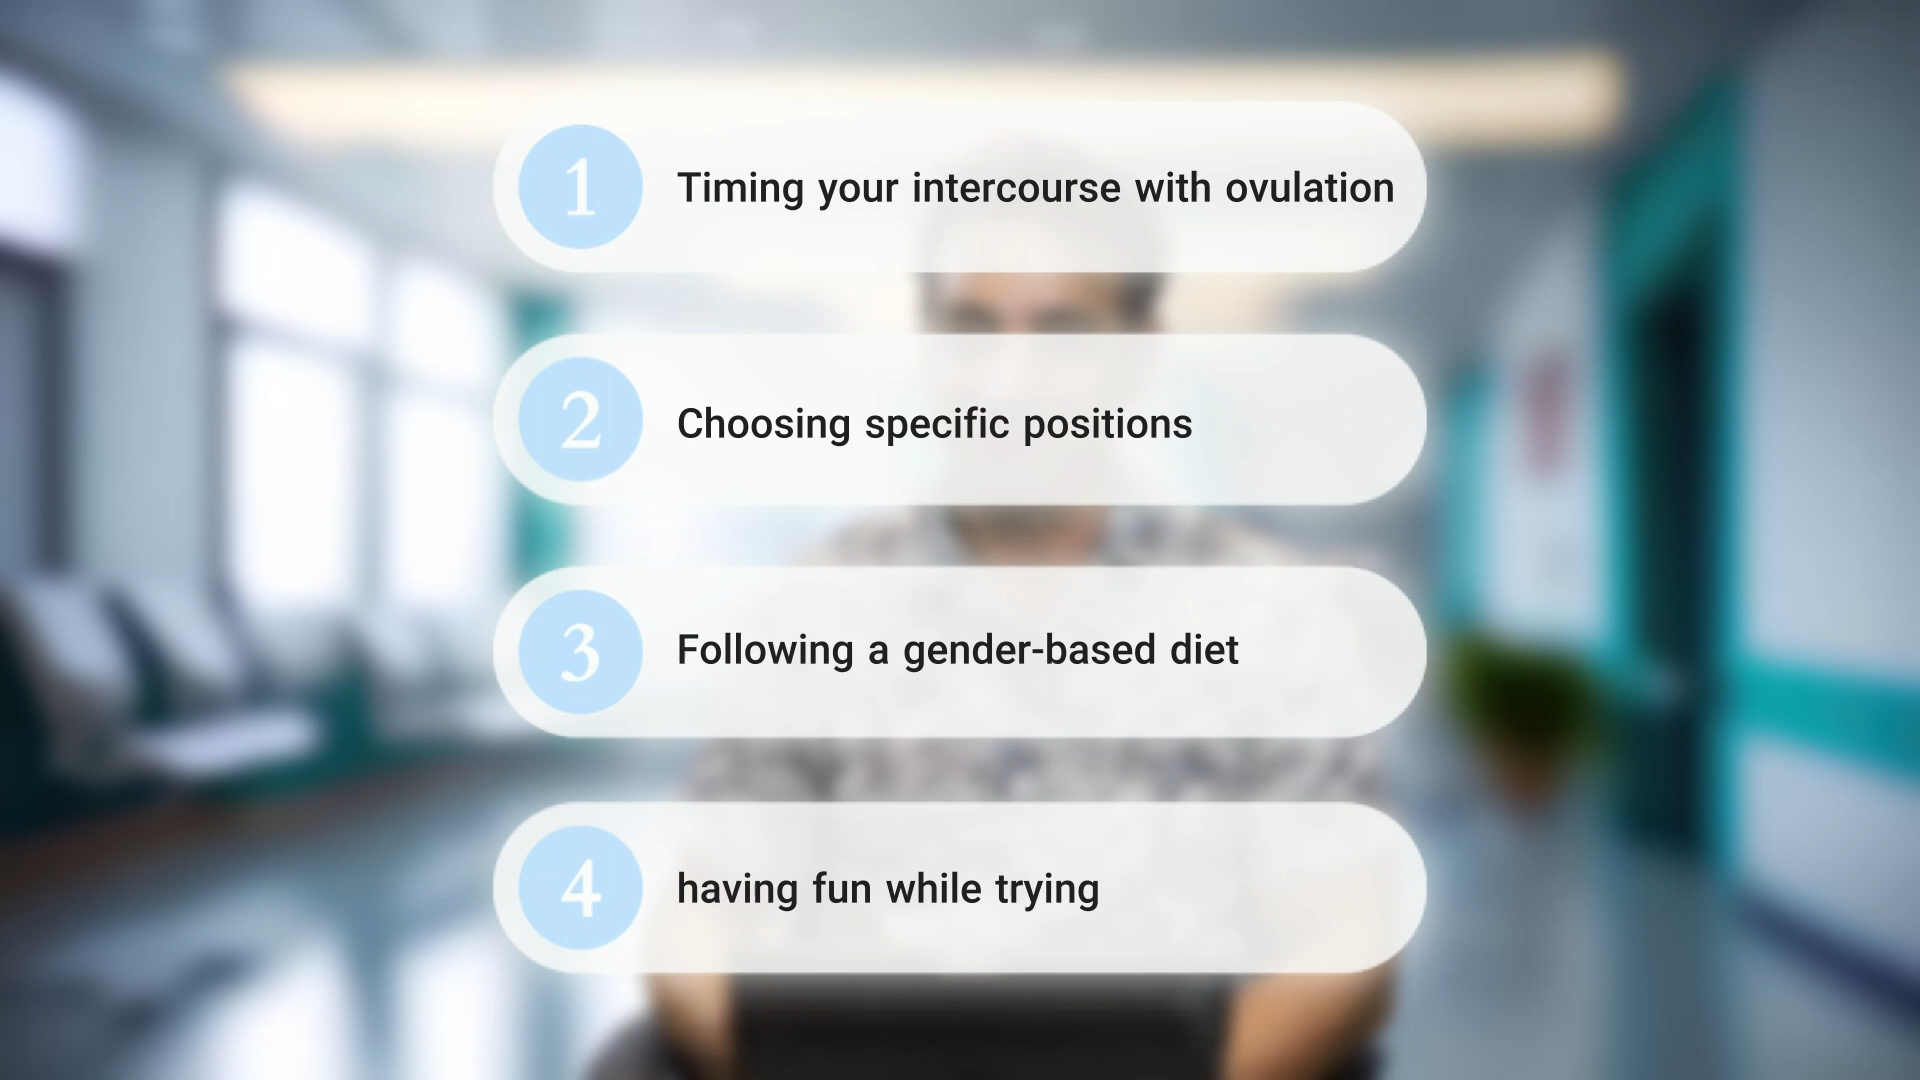 1 Timing your intercourse with ovulation
2 Choosing specific positions
3 Following a gender-based diet
4 having fun while trying